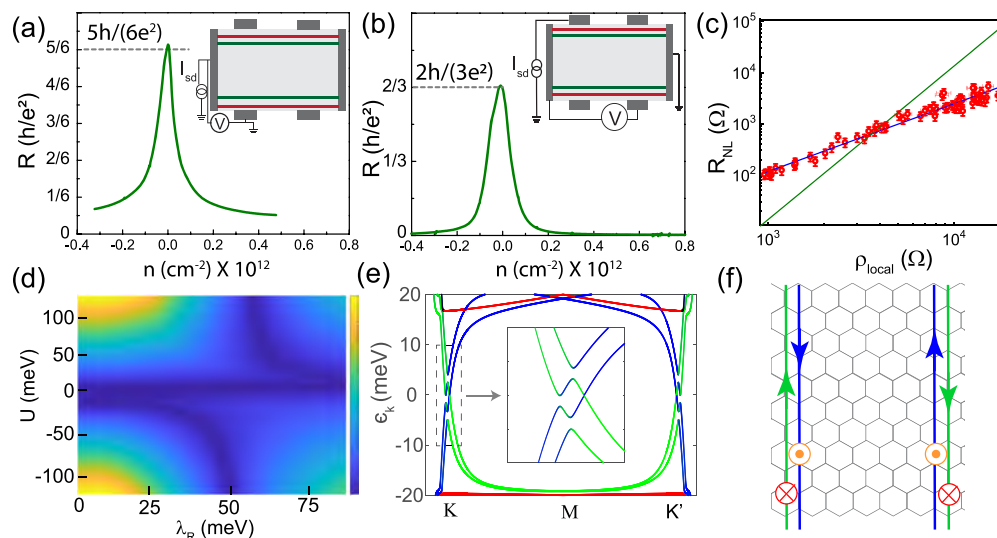 (a)
5h/(6e²)
R (h/e²)
5/6
4/6
3/6
2/6
1/6
0
-0.4 -0.2 0.0 0.2 0.4 0.6 0.8
n (cm⁻²) X 10¹²
I_sd
V
(b)
2h/(3e²)
R (h/e²)
2/3
1/3
0
-0.4 -0.2 0.0 0.2 0.4 0.6 0.8
n (cm⁻²) X 10¹²
I_sd
V
(c)
R_NL (Ω)
10⁵
10⁴
10³
10²
10³ 10⁴
ρ_local (Ω)
(d)
U (meV)
100
50
0
-50
-100
0 25 50 75
λ_R (meV)
(e)
ϵ_k (meV)
20
10
0
-10
-20
K M K'
(f)